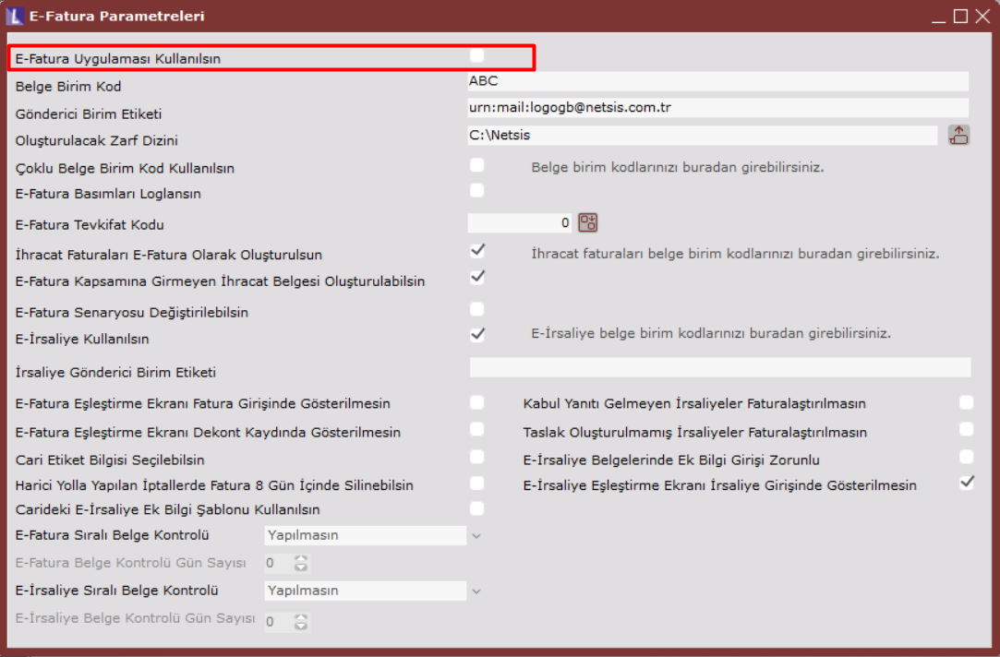 E-Fatura Parametreleri
E-Fatura Uygulaması Kullanılsın
Belge Birim Kod ABC
Gönderici Birim Etiketi urn:mail:logogb@netsis.com.tr
Oluşturulacak Zarf Dizini C:\Netsis
Çoklu Belge Birim Kod Kullanılsın Belge birim kodlarınızı buradan girebilirsiniz.
E-Fatura Basımları Loglansın
E-Fatura Tevkifat Kodu 0
İhracat Faturaları E-Fatura Olarak Oluşturulsun İhracat faturaları belge birim kodlarınızı buradan girebilirsiniz.
E-Fatura Kapsamına Girmeyen İhracat Belgesi Oluşturulabilsin
E-Fatura Senaryosu Değiştirilebilsin
E-İrsaliye Kullanılsın E-İrsaliye belge birim kodlarınızı buradan girebilirsiniz.
İrsaliye Gönderici Birim Etiketi
E-Fatura Eşleştirme Ekranı Fatura Girişinde Gösterilmesin Kabul Yanıtı Gelmeyen İrsaliyeler Faturalaştırılmasın
E-Fatura Eşleştirme Ekranı Dekont Kaydında Gösterilmesin Taslak Oluşturulmamış İrsaliyeler Faturalaştırılmasın
Cari Etiket Bilgisi Seçilebilsin E-İrsaliye Belgelerinde Ek Bilgi Girişi Zorunlu
Harici Yolla Yapılan İptallerde Fatura 8 Gün İçinde Silinebilsin E-İrsaliye Eşleştirme Ekranı İrsaliye Girişinde Gösterilmesin
Carideki E-İrsaliye Ek Bilgi Şablonu Kullanılsın
E-Fatura Sıralı Belge Kontrolü Yapılmasın
E-Fatura Belge Kontrolü Gün Sayısı 0
E-İrsaliye Sıralı Belge Kontrolü Yapılmasın
E-İrsaliye Belge Kontrolü Gün Sayısı 0